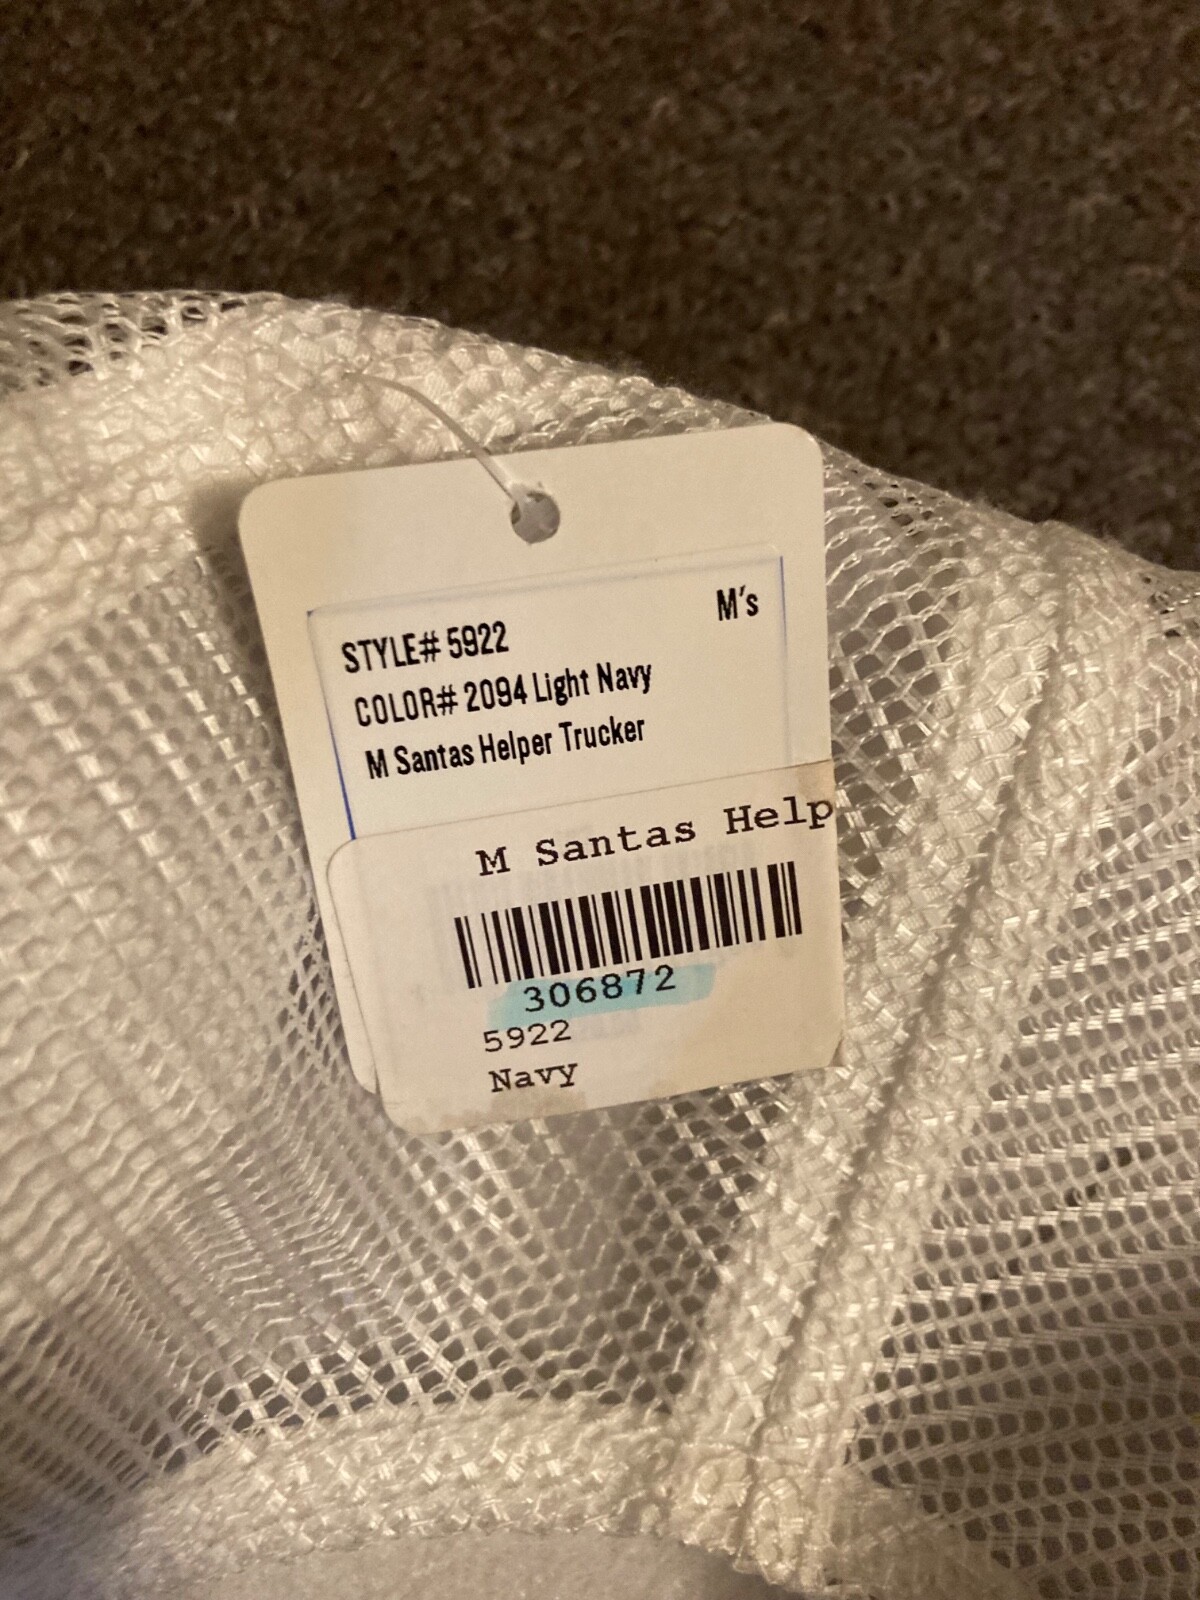 M's
STYLE# 5922
COLOR# 2094 Light Navy
M Santas Helper Trucker
M Santas Help
306872
5922
Navy